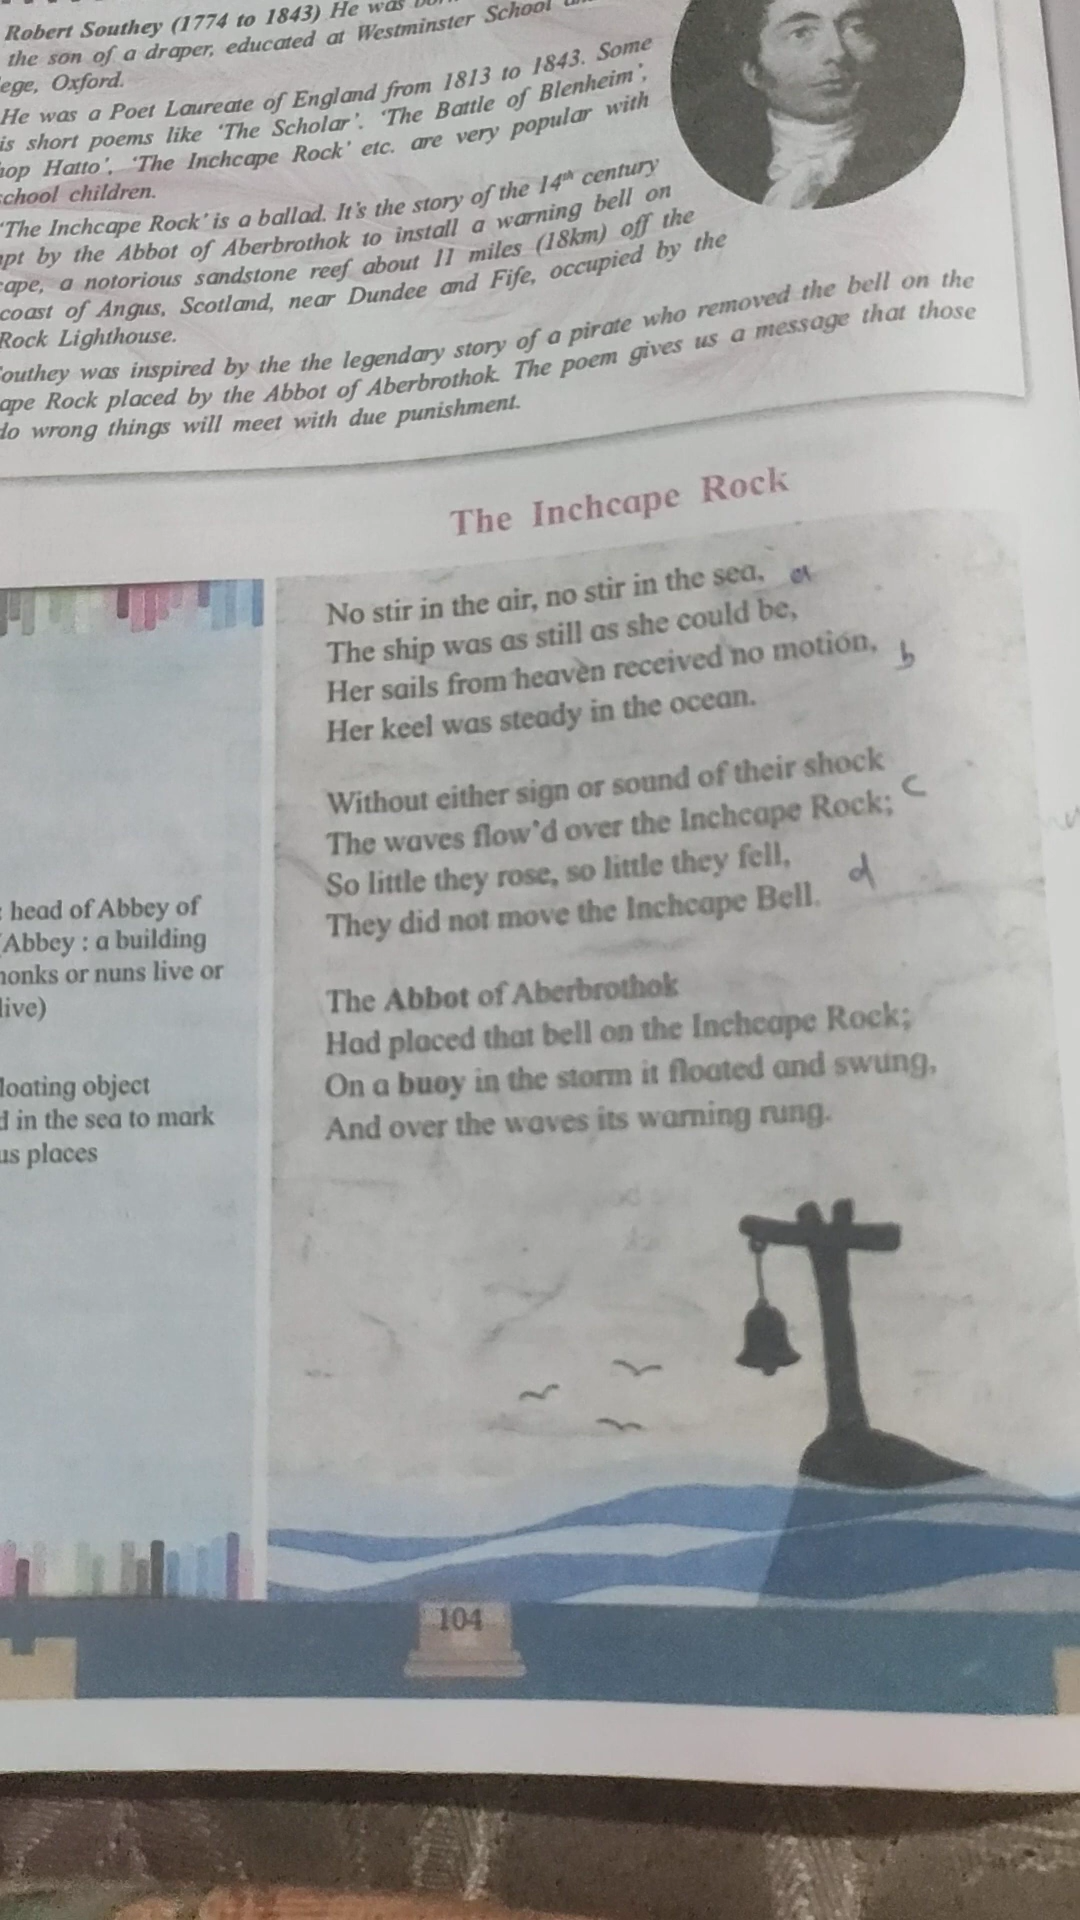 Robert Southey (1774 to 1843) He was
the son of a draper, educated at Westminster School
ege, Oxford.
He was a Poet Laureate of England from 1813 to 1843. Some
is short poems like 'The Scholar', 'The Battle of Blenheim',
hop Hatto', 'The Inchcape Rock' etc. are very popular with
school children.
'The Inchcape Rock' is a ballad. It's the story of the 14th century
mpt by the Abbot of Aberbrothok to install a warning bell on
cape, a notorious sandstone reef about 11 miles (18km) off the
coast of Angus, Scotland, near Dundee and Fife, occupied by the
Rock Lighthouse.
outhey was inspired by the the legendary story of a pirate who removed the bell on the
ape Rock placed by the Abbot of Aberbrothok. The poem gives us a message that those
do wrong things will meet with due punishment.
The Inchcape Rock
No stir in the air, no stir in the sea, a
The ship was as still as she could be,
Her sails from heaven received no motion, b
Her keel was steady in the ocean.
Without either sign or sound of their shock
The waves flow'd over the Inchcape Rock; c
So little they rose, so little they fell,
They did not move the Inchcape Bell. d
The Abbot of Aberbrothok
Had placed that bell on the Inchcape Rock;
On a buoy in the storm it floated and swung,
And over the waves its warning rung.
: head of Abbey of
(Abbey : a building
monks or nuns live or
live)
loating object
d in the sea to mark
us places
104